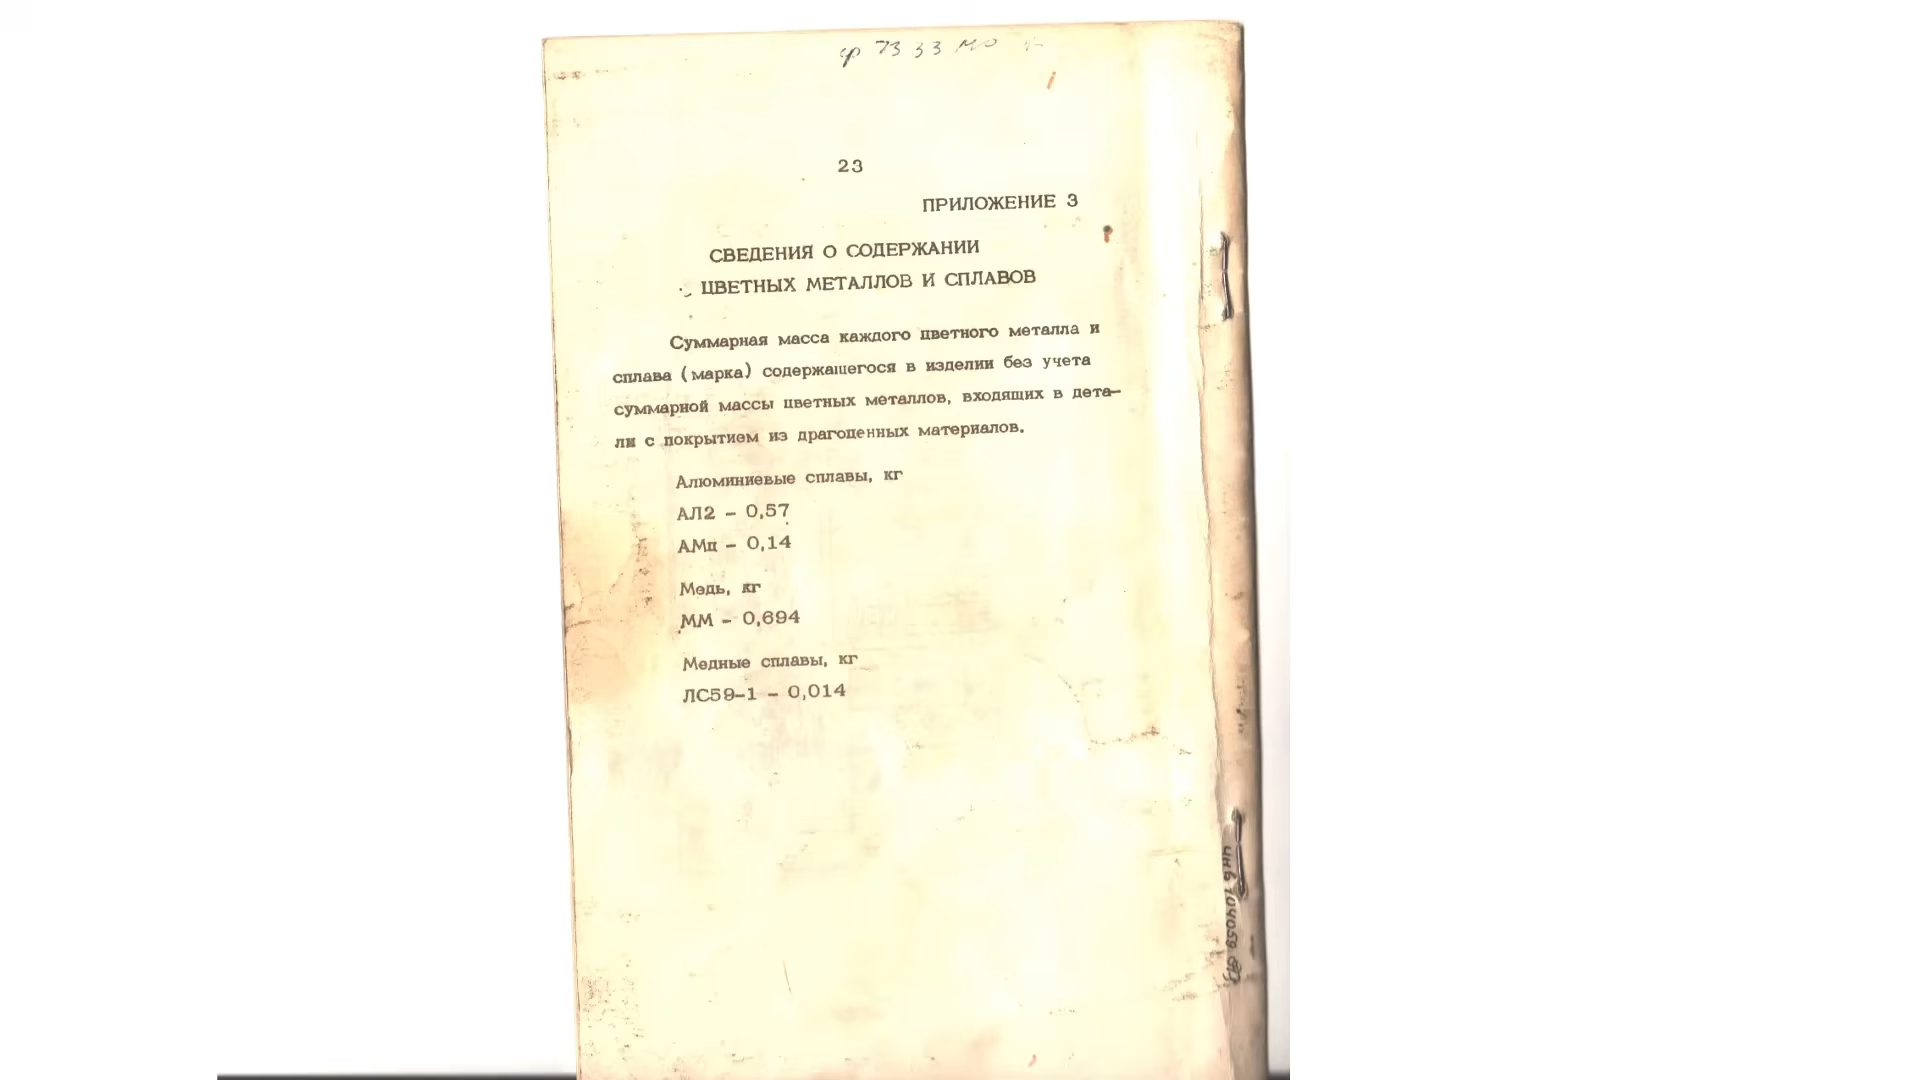 23
ПРИЛОЖЕНИЕ 3
СВЕДЕНИЯ О СОДЕРЖАНИИ
ЦВЕТНЫХ МЕТАЛЛОВ И СПЛАВОВ
Суммарная масса каждого цветного металла и
сплава (марка) содержащегося в изделии без учета
суммарной массы цветных металлов, входящих в дета-
ли с покрытием из драгоценных материалов.
Алюминиевые сплавы, кг
АЛ2 - 0,57
АМц - 0,14
Медь, кг
ММ - 0,694
Медные сплавы, кг
ЛС59-1 - 0,014